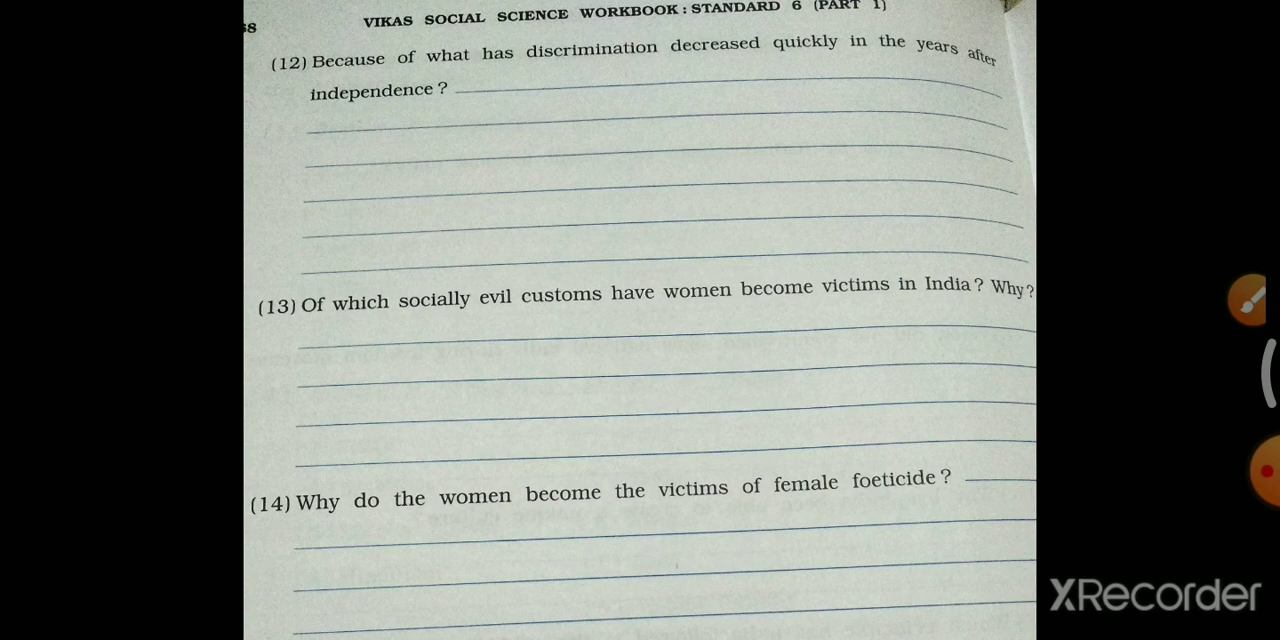 VIKAS SOCIAL SCIENCE WORKBOOK : STANDARD 6 (PART 1)
(12) Because of what has discrimination decreased quickly in the years after
independence ?
(13) Of which socially evil customs have women become victims in India ? Why ?
(14) Why do the women become the victims of female foeticide ?
XRecorder